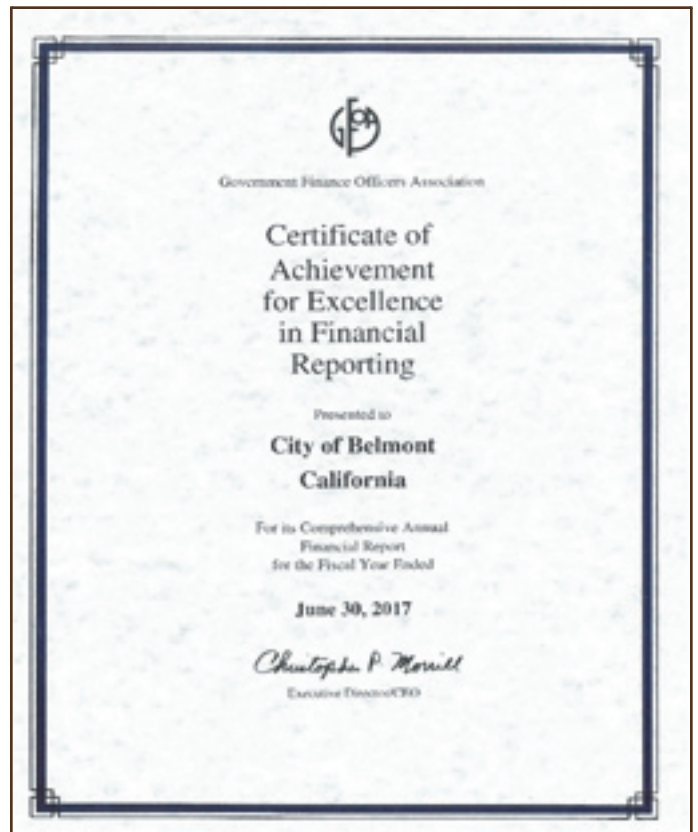 GFOA
Government Finance Officers Association
Certificate of
Achievement
for Excellence
in Financial
Reporting
Presented to
City of Belmont
California
For its Comprehensive Annual
Financial Report
for the Fiscal Year Ended
June 30, 2017
Christopher P. Morrill
Executive Director/CEO